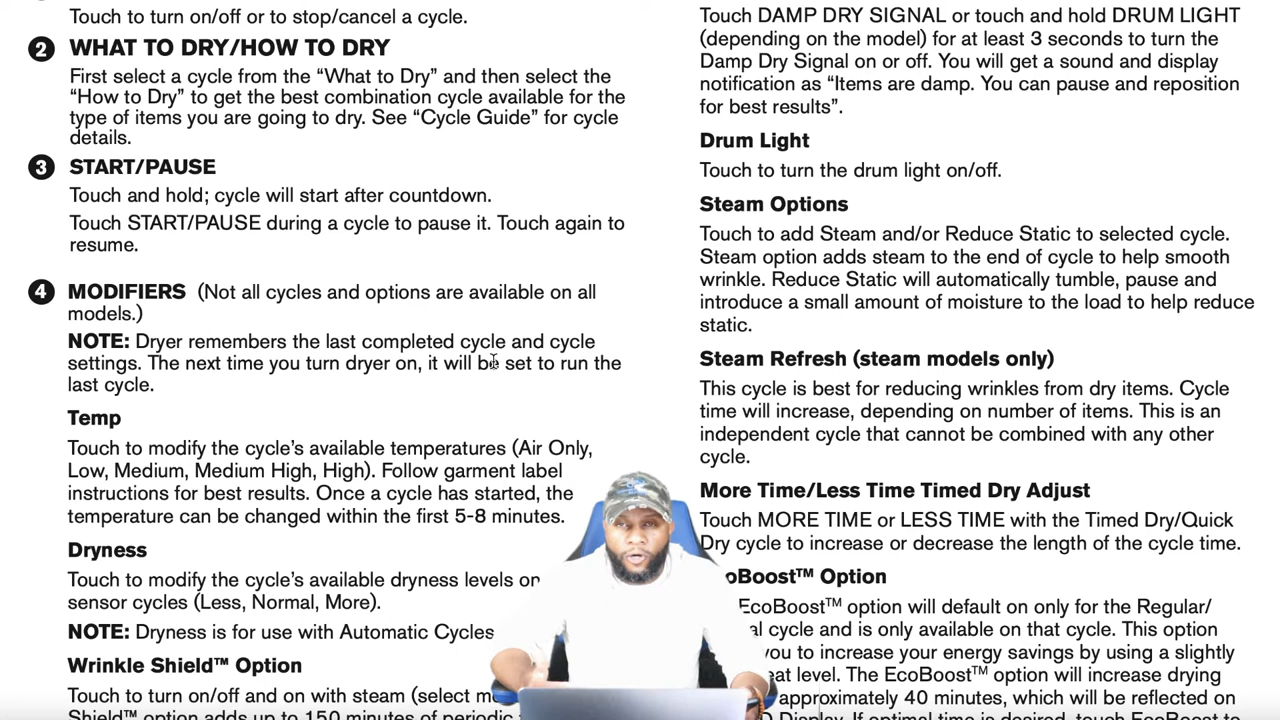 Touch to turn on/off or to stop/cancel a cycle.
2 WHAT TO DRY/HOW TO DRY
First select a cycle from the “What to Dry” and then select the
“How to Dry” to get the best combination cycle available for the
type of items you are going to dry. See “Cycle Guide” for cycle
details.
3 START/PAUSE
Touch and hold; cycle will start after countdown.
Touch START/PAUSE during a cycle to pause it. Touch again to
resume.
4 MODIFIERS (Not all cycles and options are available on all
models.)
NOTE: Dryer remembers the last completed cycle and cycle
settings. The next time you turn dryer on, it will be set to run the
last cycle.
Temp
Touch to modify the cycle’s available temperatures (Air Only,
Low, Medium, Medium High, High). Follow garment label
instructions for best results. Once a cycle has started, the
temperature can be changed within the first 5-8 minutes.
Dryness
Touch to modify the cycle’s available dryness levels on
sensor cycles (Less, Normal, More).
NOTE: Dryness is for use with Automatic Cycles
Wrinkle Shield™ Option
Touch to turn on/off and on with steam (select
Shield™ option adds up to 150 minutes of periodic
Touch DAMP DRY SIGNAL or touch and hold DRUM LIGHT
(depending on the model) for at least 3 seconds to turn the
Damp Dry Signal on or off. You will get a sound and display
notification as “Items are damp. You can pause and reposition
for best results”.
Drum Light
Touch to turn the drum light on/off.
Steam Options
Touch to add Steam and/or Reduce Static to selected cycle.
Steam option adds steam to the end of cycle to help smooth
wrinkle. Reduce Static will automatically tumble, pause and
introduce a small amount of moisture to the load to help reduce
static.
Steam Refresh (steam models only)
This cycle is best for reducing wrinkles from dry items. Cycle
time will increase, depending on number of items. This is an
independent cycle that cannot be combined with any other
cycle.
More Time/Less Time Timed Dry Adjust
Touch MORE TIME or LESS TIME with the Timed Dry/Quick
Dry cycle to increase or decrease the length of the cycle time.
oBoost™ Option
EcoBoost™ option will default on only for the Regular/
cycle and is only available on that cycle. This option
you to increase your energy savings by using a slightly
level. The EcoBoost™ option will increase drying
approximately 40 minutes, which will be reflected on
Display. If optimal time is desired, touch EcoBoost to